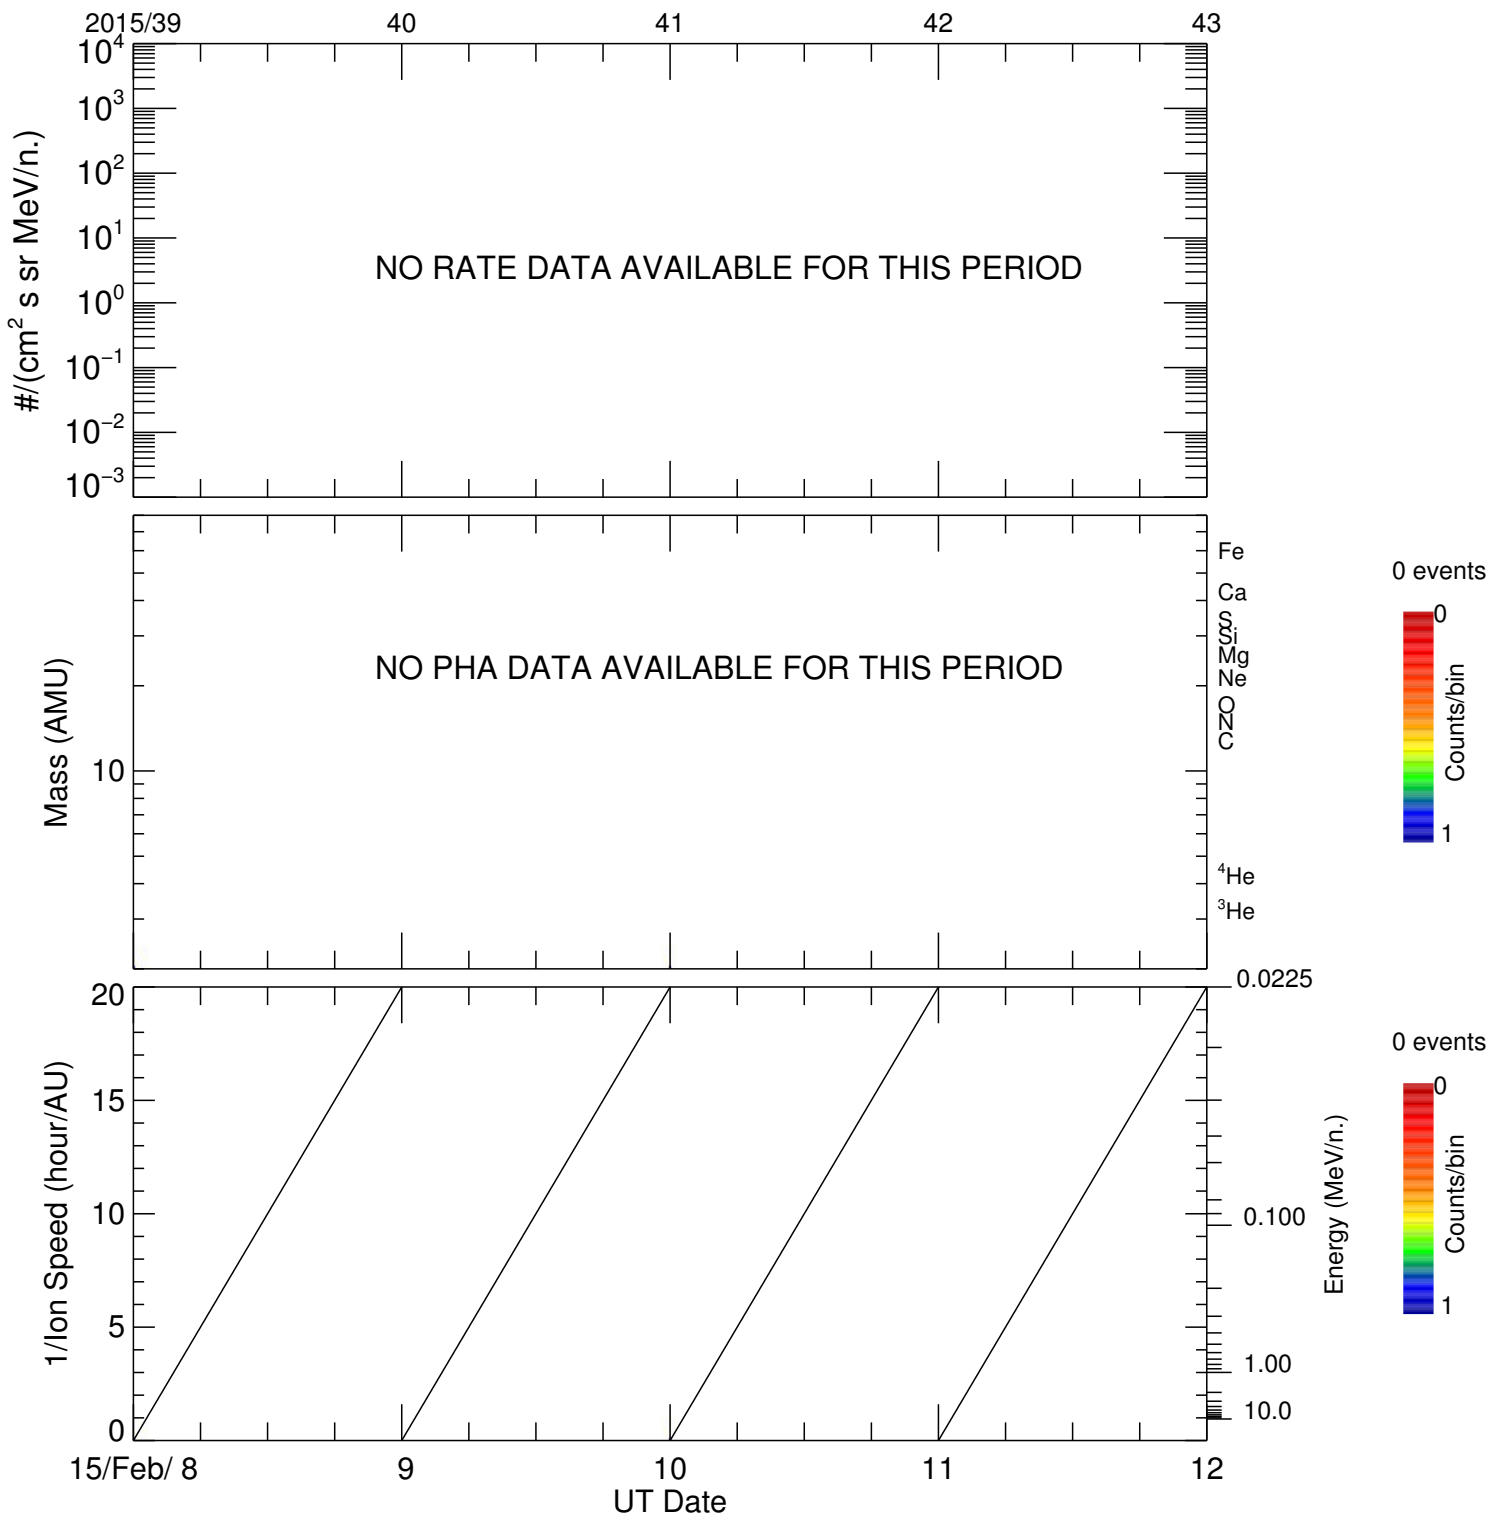 2015/39 40 41 42 43
10^4
10^3
10^2
10^1
10^0
10^−1
10^−2
10^−3
#/(cm² s sr MeV/n.)
NO RATE DATA AVAILABLE FOR THIS PERIOD
NO PHA DATA AVAILABLE FOR THIS PERIOD
Mass (AMU)
10
Fe
Ca
S
Si
Mg
Ne
O
N
C
⁴He
³He
0 events
0
Counts/bin
1
20
15
10
5
0
1/Ion Speed (hour/AU)
0.0225
0.100
1.00
10.0
Energy (MeV/n.)
0 events
0
Counts/bin
1
15/Feb/ 8 9 10 11 12
UT Date